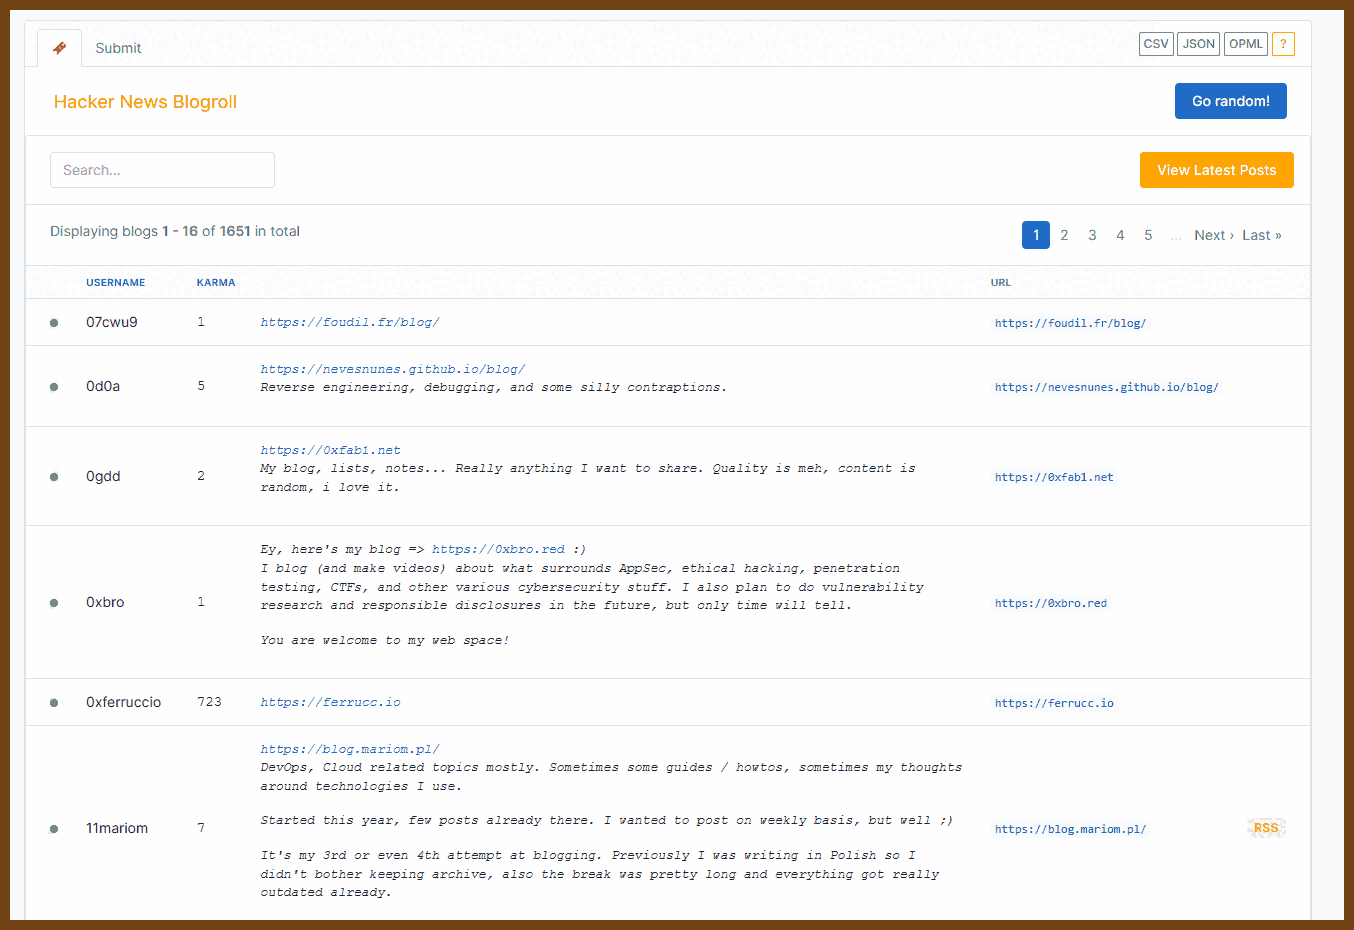 Submit
CSV JSON OPML ?
Hacker News Blogroll
Go random!
Search...
View Latest Posts
Displaying blogs 1 - 16 of 1651 in total
1 2 3 4 5 ... Next › Last »
USERNAME KARMA URL
07cwu9 1 https://foudil.fr/blog/ https://foudil.fr/blog/
https://nevesnunes.github.io/blog/
0d0a 5 Reverse engineering, debugging, and some silly contraptions. https://nevesnunes.github.io/blog/
https://0xfab1.net
My blog, lists, notes... Really anything I want to share. Quality is meh, content is
0gdd 2 https://0xfab1.net
random, i love it.
Ey, here's my blog => https://0xbro.red :)
I blog (and make videos) about what surrounds AppSec, ethical hacking, penetration
testing, CTFs, and other various cybersecurity stuff. I also plan to do vulnerability
0xbro 1 research and responsible disclosures in the future, but only time will tell. https://0xbro.red
You are welcome to my web space!
0xferruccio 723 https://ferrucc.io https://ferrucc.io
https://blog.mariom.pl/
DevOps, Cloud related topics mostly. Sometimes some guides / howtos, sometimes my thoughts
around technologies I use.
Started this year, few posts already there. I wanted to post on weekly basis, but well ;)
11mariom 7 https://blog.mariom.pl/ RSS
It's my 3rd or even 4th attempt at blogging. Previously I was writing in Polish so I
didn't bother keeping archive, also the break was pretty long and everything got really
outdated already.